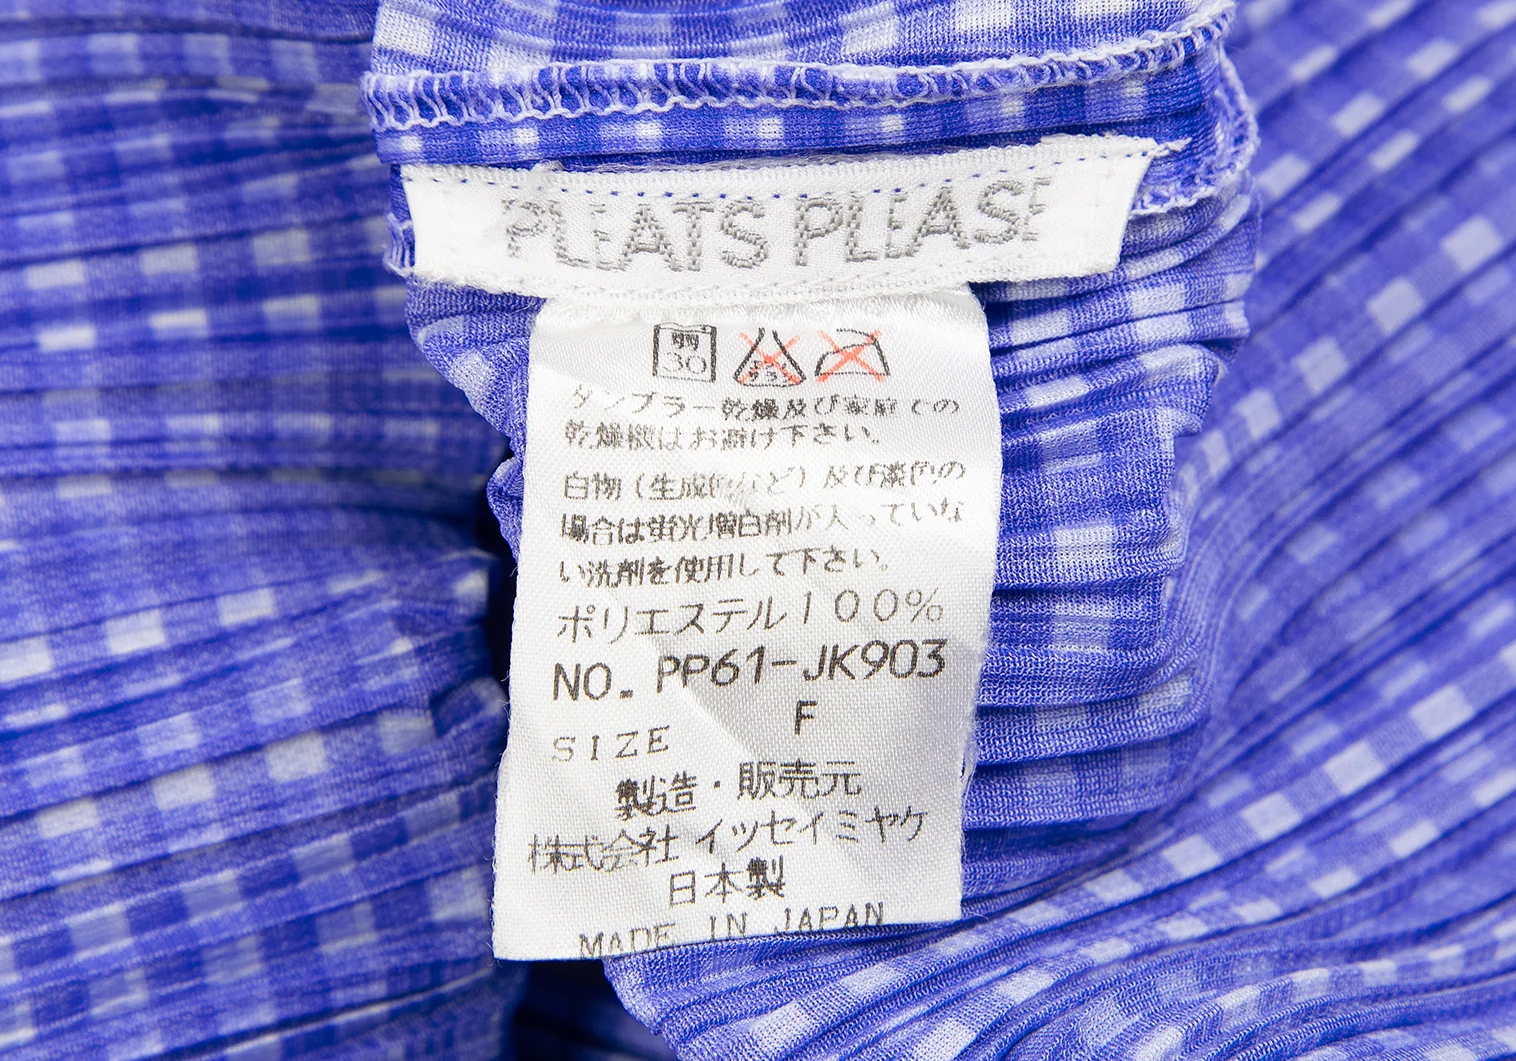 PLEATS PLEASE
弱
30
タンブラー乾燥及び家庭での
乾燥機はお避け下さい。
白物(生成りなど)及び淡色の
場合は蛍光増白剤が入っていな
い洗剤を使用して下さい。
ポリエステル100%
NO. PP61-JK903
F
SIZE
製造・販売元
株式会社 イッセイミヤケ
日本製
MADE IN JAPAN